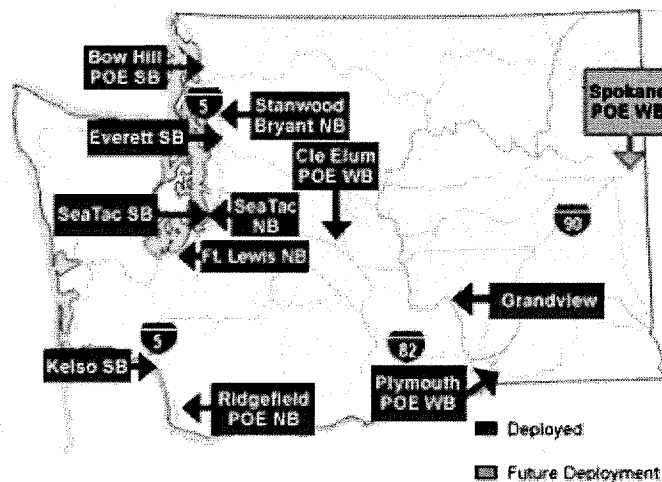 Bow Hill
POE SB
5
Stanwood
Bryant NB
Everett SB
Cle Elum
POE WB
Spokane
POE WB
SeaTac SB
SeaTac
NB
90
Ft. Lewis NB
Grandview
5
82
Kelso SB
Plymouth
POE WB
Ridgefield
POE NB
Deployed
Future Deployment